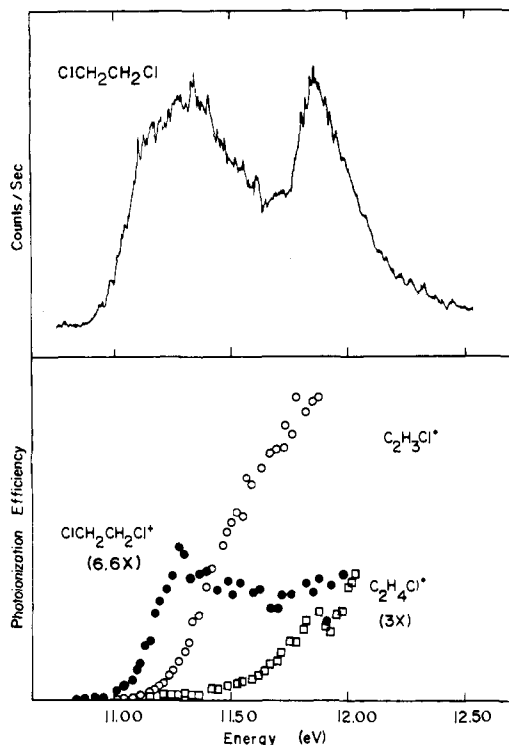 ClCH₂CH₂Cl
Counts / Sec
Photoionization Efficiency
C₂H₃Cl⁺
ClCH₂CH₂Cl⁺
(6.6X)
C₂H₄Cl⁺
(3X)
11.00 11.50 12.00 12.50
Energy (eV)